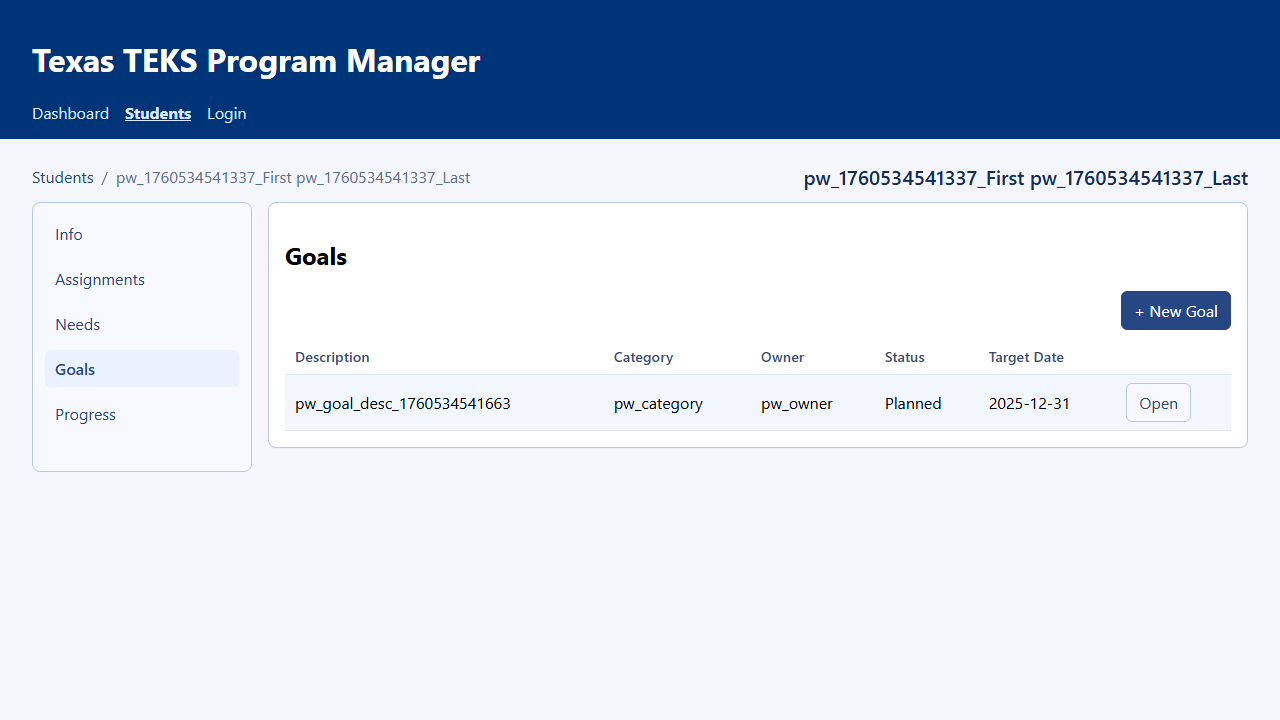 Texas TEKS Program Manager
Dashboard Students Login
Students / pw_1760534541337_First pw_1760534541337_Last
pw_1760534541337_First pw_1760534541337_Last
Info
Assignments
Needs
Goals
Progress
Goals
+ New Goal
Description Category Owner Status Target Date
pw_goal_desc_1760534541663 pw_category pw_owner Planned 2025-12-31 Open